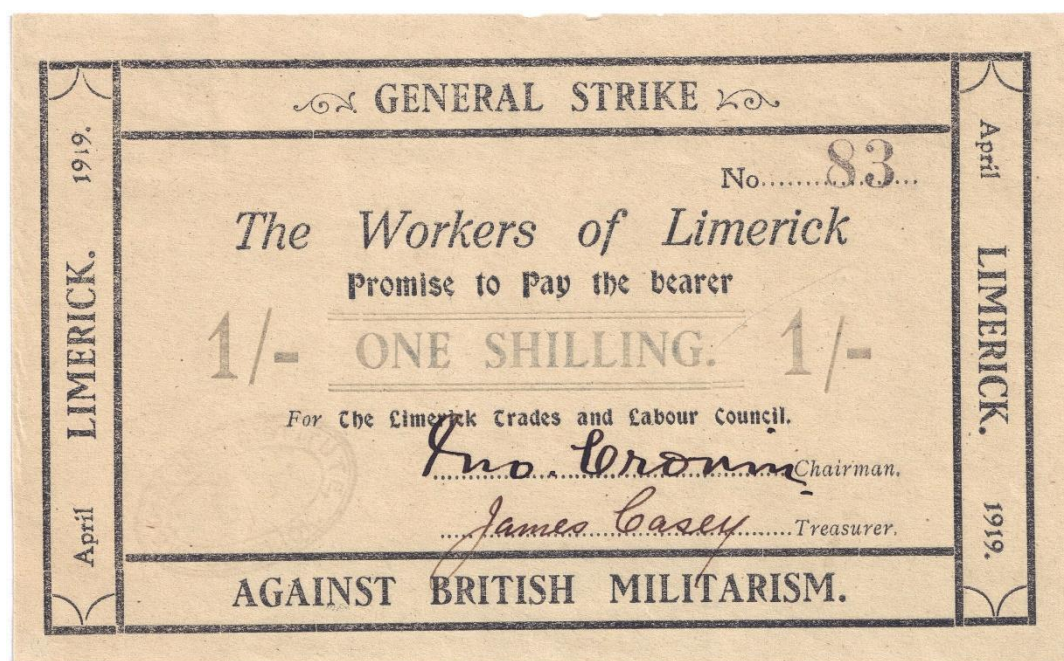 GENERAL STRIKE
No. 83
The Workers of Limerick
Promise to Pay the bearer
1/- ONE SHILLING. 1/-
For The Limerick Trades and Labour Council.
Jno. Cronin Chairman.
James Casey Treasurer.
AGAINST BRITISH MILITARISM.
April LIMERICK. 1919.
April LIMERICK. 1919.